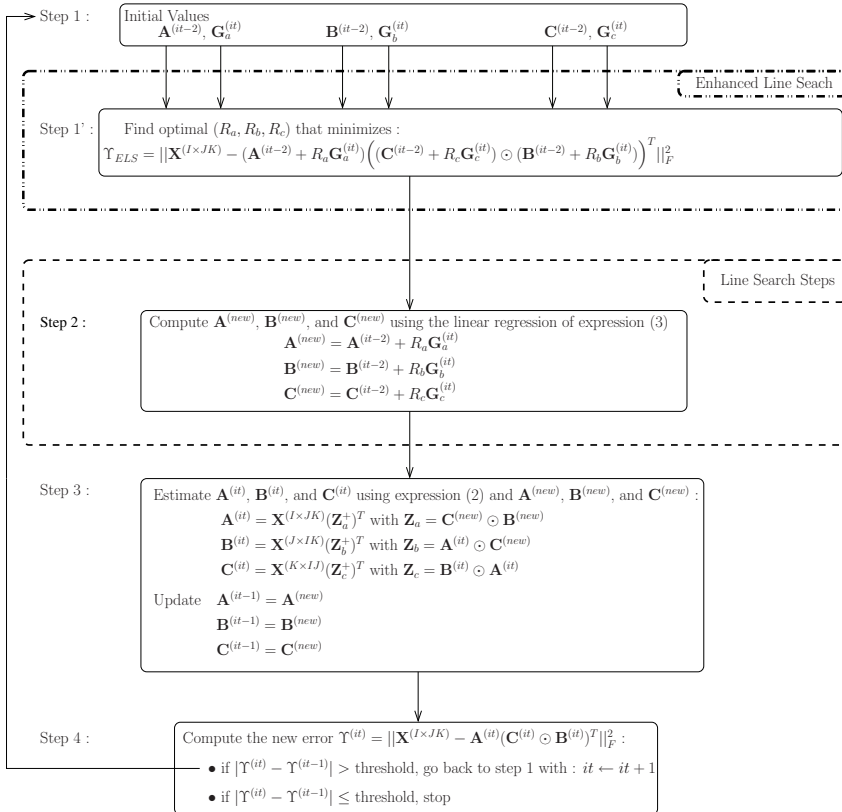 Step 1 :
Initial Values
A^{(it−2)}, G_a^{(it)}   B^{(it−2)}, G_b^{(it)}   C^{(it−2)}, G_c^{(it)}
Enhanced Line Seach
Step 1' :
Find optimal (R_a, R_b, R_c) that minimizes :
Υ_{ELS} = ||X^{(I×JK)} − (A^{(it−2)} + R_a G_a^{(it)}) ((C^{(it−2)} + R_c G_c^{(it)}) ⊙ (B^{(it−2)} + R_b G_b^{(it)}))^T||_F^2
Line Search Steps
Step 2 :
Compute A^{(new)}, B^{(new)}, and C^{(new)} using the linear regression of expression (3)
A^{(new)} = A^{(it−2)} + R_a G_a^{(it)}
B^{(new)} = B^{(it−2)} + R_b G_b^{(it)}
C^{(new)} = C^{(it−2)} + R_c G_c^{(it)}
Step 3 :
Estimate A^{(it)}, B^{(it)}, and C^{(it)} using expression (2) and A^{(new)}, B^{(new)}, and C^{(new)} :
A^{(it)} = X^{(I×JK)}(Z_a^+)^T with Z_a = C^{(new)} ⊙ B^{(new)}
B^{(it)} = X^{(J×IK)}(Z_b^+)^T with Z_b = A^{(it)} ⊙ C^{(new)}
C^{(it)} = X^{(K×IJ)}(Z_c^+)^T with Z_c = B^{(it)} ⊙ A^{(it)}
Update A^{(it−1)} = A^{(new)}
B^{(it−1)} = B^{(new)}
C^{(it−1)} = C^{(new)}
Step 4 :
Compute the new error Υ^{(it)} = ||X^{(I×JK)} − A^{(it)}(C^{(it)} ⊙ B^{(it)})^T||_F^2 :
• if |Υ^{(it)} − Υ^{(it−1)}| > threshold, go back to step 1 with : it ← it + 1
• if |Υ^{(it)} − Υ^{(it−1)}| ≤ threshold, stop